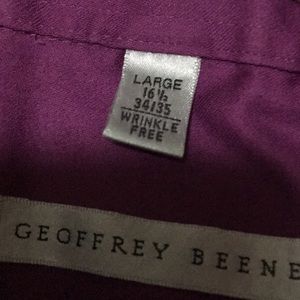 LARGE
16½
34/35
WRINKLE
FREE
GEOFFREY BEENE